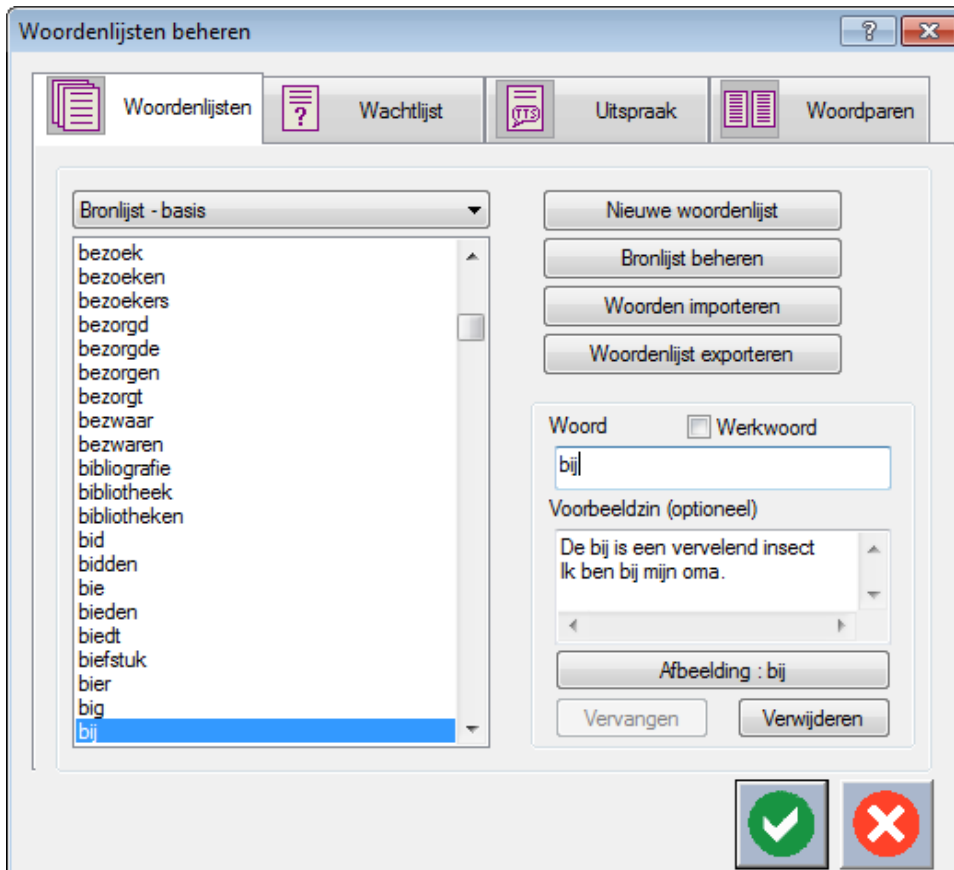 Woordenlijsten beheren
?
Woordenlijsten
? Wachtlijst
TTS Uitspraak
Woordparen
Bronlijst - basis
bezoek
bezoeken
bezoekers
bezorgd
bezorgde
bezorgen
bezorgt
bezwaar
bezwaren
bibliografie
bibliotheek
bibliotheken
bid
bidden
bie
bieden
biedt
biefstuk
bier
big
bij
Nieuwe woordenlijst
Bronlijst beheren
Woorden importeren
Woordenlijst exporteren
Woord
Werkwoord
bij
Voorbeeldzin (optioneel)
De bij is een vervelend insect
Ik ben bij mijn oma.
Afbeelding : bij
Vervangen
Verwijderen